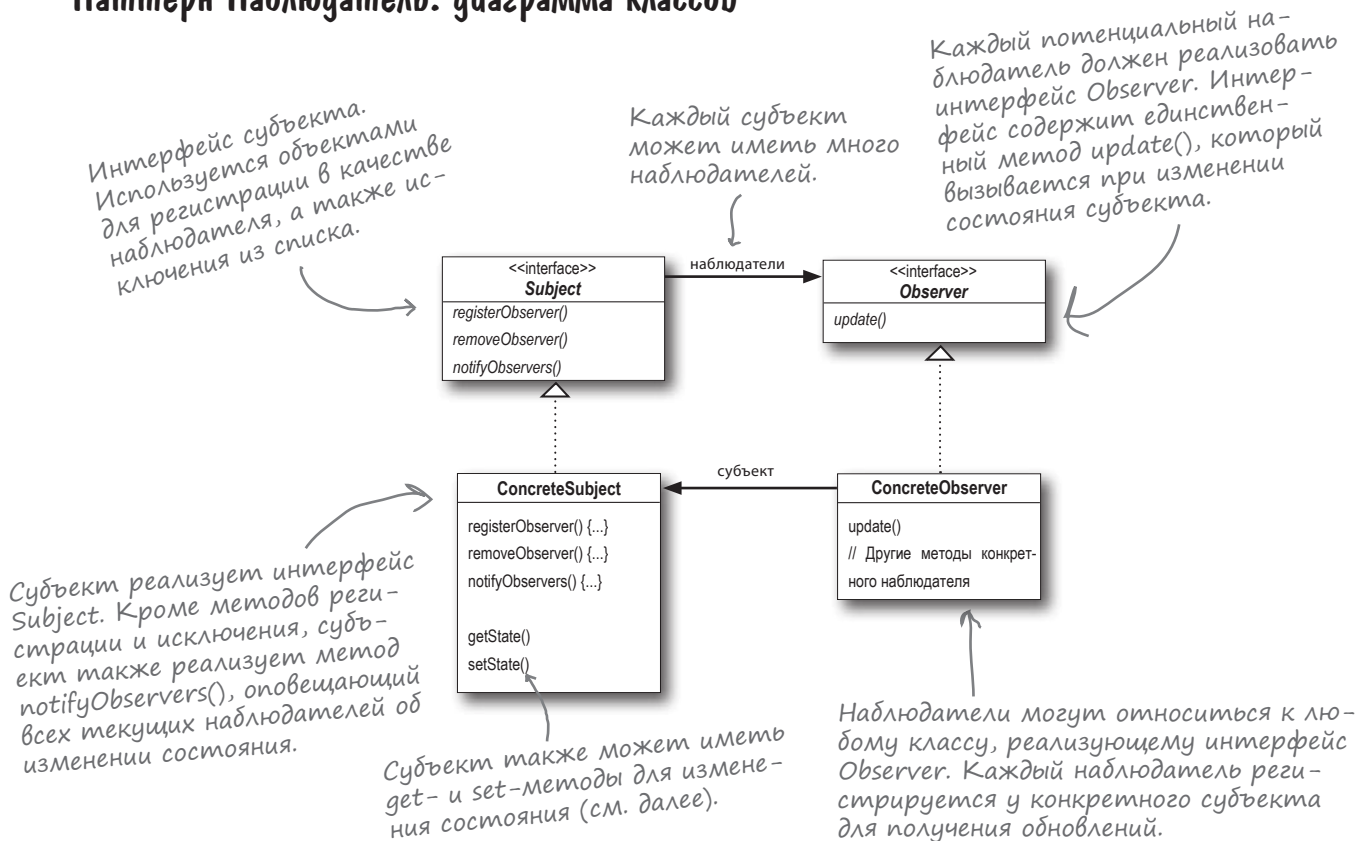 Паттерн Наблюдатель: диаграмма классов
Интерфейс субъекта.
Используется объектами
для регистрации в качестве
наблюдателя, а также ис-
ключения из списка.
Каждый субъект
может иметь много
наблюдателей.
Каждый потенциальный на-
блюдатель должен реализовать
интерфейс Observer. Интер-
фейс содержит единствен-
ный метод update(), который
вызывается при изменении
состояния субъекта.
<<interface>>
Subject
registerObserver()
removeObserver()
notifyObservers()
наблюдатели
<<interface>>
Observer
update()
ConcreteSubject
registerObserver() {...}
removeObserver() {...}
notifyObservers() {...}
getState()
setState()
субъект
ConcreteObserver
update()
// Другие методы конкрет-
ного наблюдателя
Субъект реализует интерфейс
Subject. Кроме методов реги-
страции и исключения, субъ-
ект также реализует метод
notifyObservers(), оповещающий
всех текущих наблюдателей об
изменении состояния.
Субъект также может иметь
get- и set-методы для измене-
ния состояния (см. далее).
Наблюдатели могут относиться к лю-
бому классу, реализующему интерфейс
Observer. Каждый наблюдатель реги-
стрируется у конкретного субъекта
для получения обновлений.